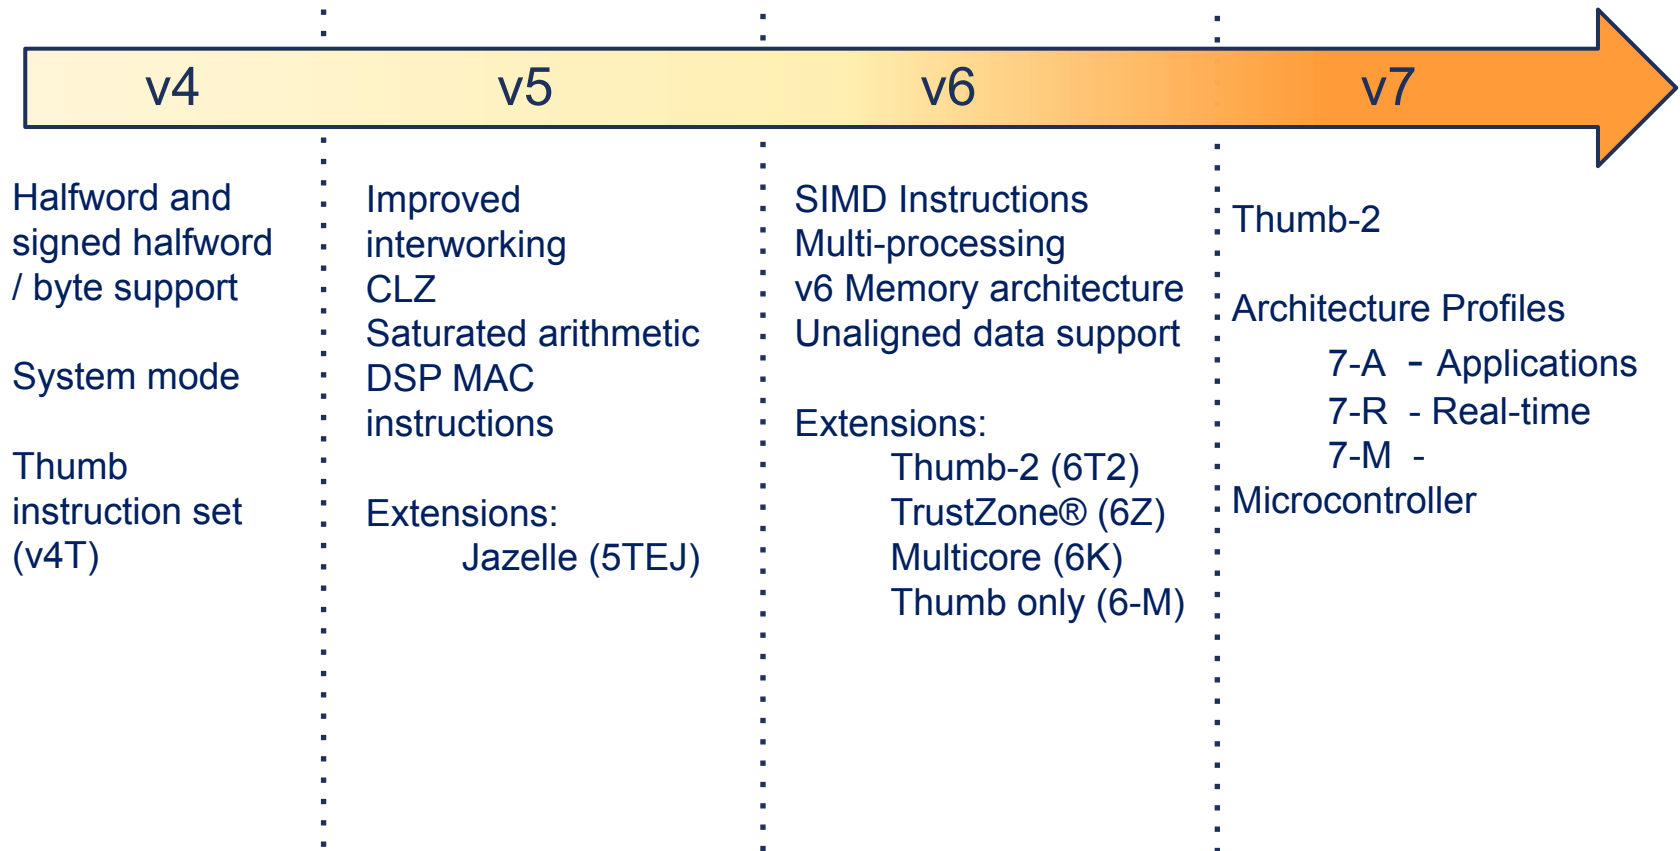 v4
v5
v6
v7
Halfword and
signed halfword
/ byte support
System mode
Thumb
instruction set
(v4T)
Improved
interworking
CLZ
Saturated arithmetic
DSP MAC
instructions
Extensions:
Jazelle (5TEJ)
SIMD Instructions
Multi-processing
v6 Memory architecture
Unaligned data support
Extensions:
Thumb-2 (6T2)
TrustZone® (6Z)
Multicore (6K)
Thumb only (6-M)
Thumb-2
Architecture Profiles
7-A - Applications
7-R - Real-time
7-M -
Microcontroller